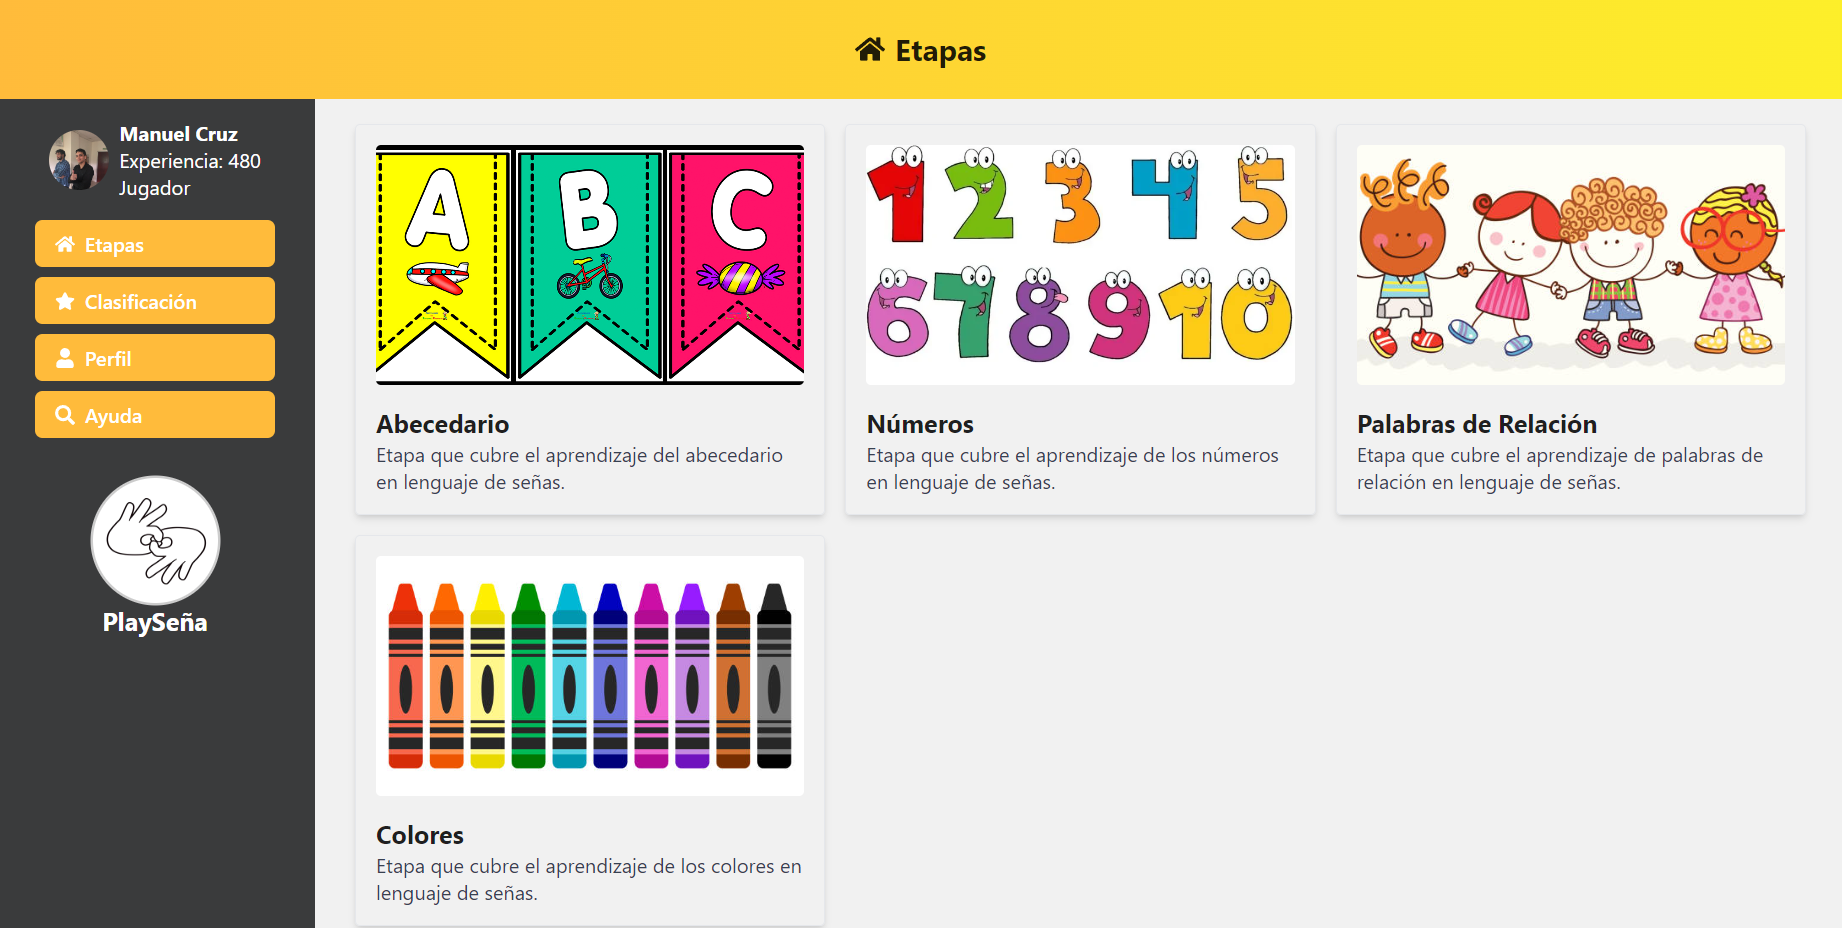 Etapas
Manuel Cruz
Experiencia: 480
Jugador
Etapas
Clasificación
Perfil
Ayuda
PlaySeña
A B C
Abecedario
Etapa que cubre el aprendizaje del abecedario
en lenguaje de señas.
1 2 3 4 5
6 7 8 9 10
Números
Etapa que cubre el aprendizaje de los números
en lenguaje de señas.
Palabras de Relación
Etapa que cubre el aprendizaje de palabras de
relación en lenguaje de señas.
Colores
Etapa que cubre el aprendizaje de los colores en
lenguaje de señas.